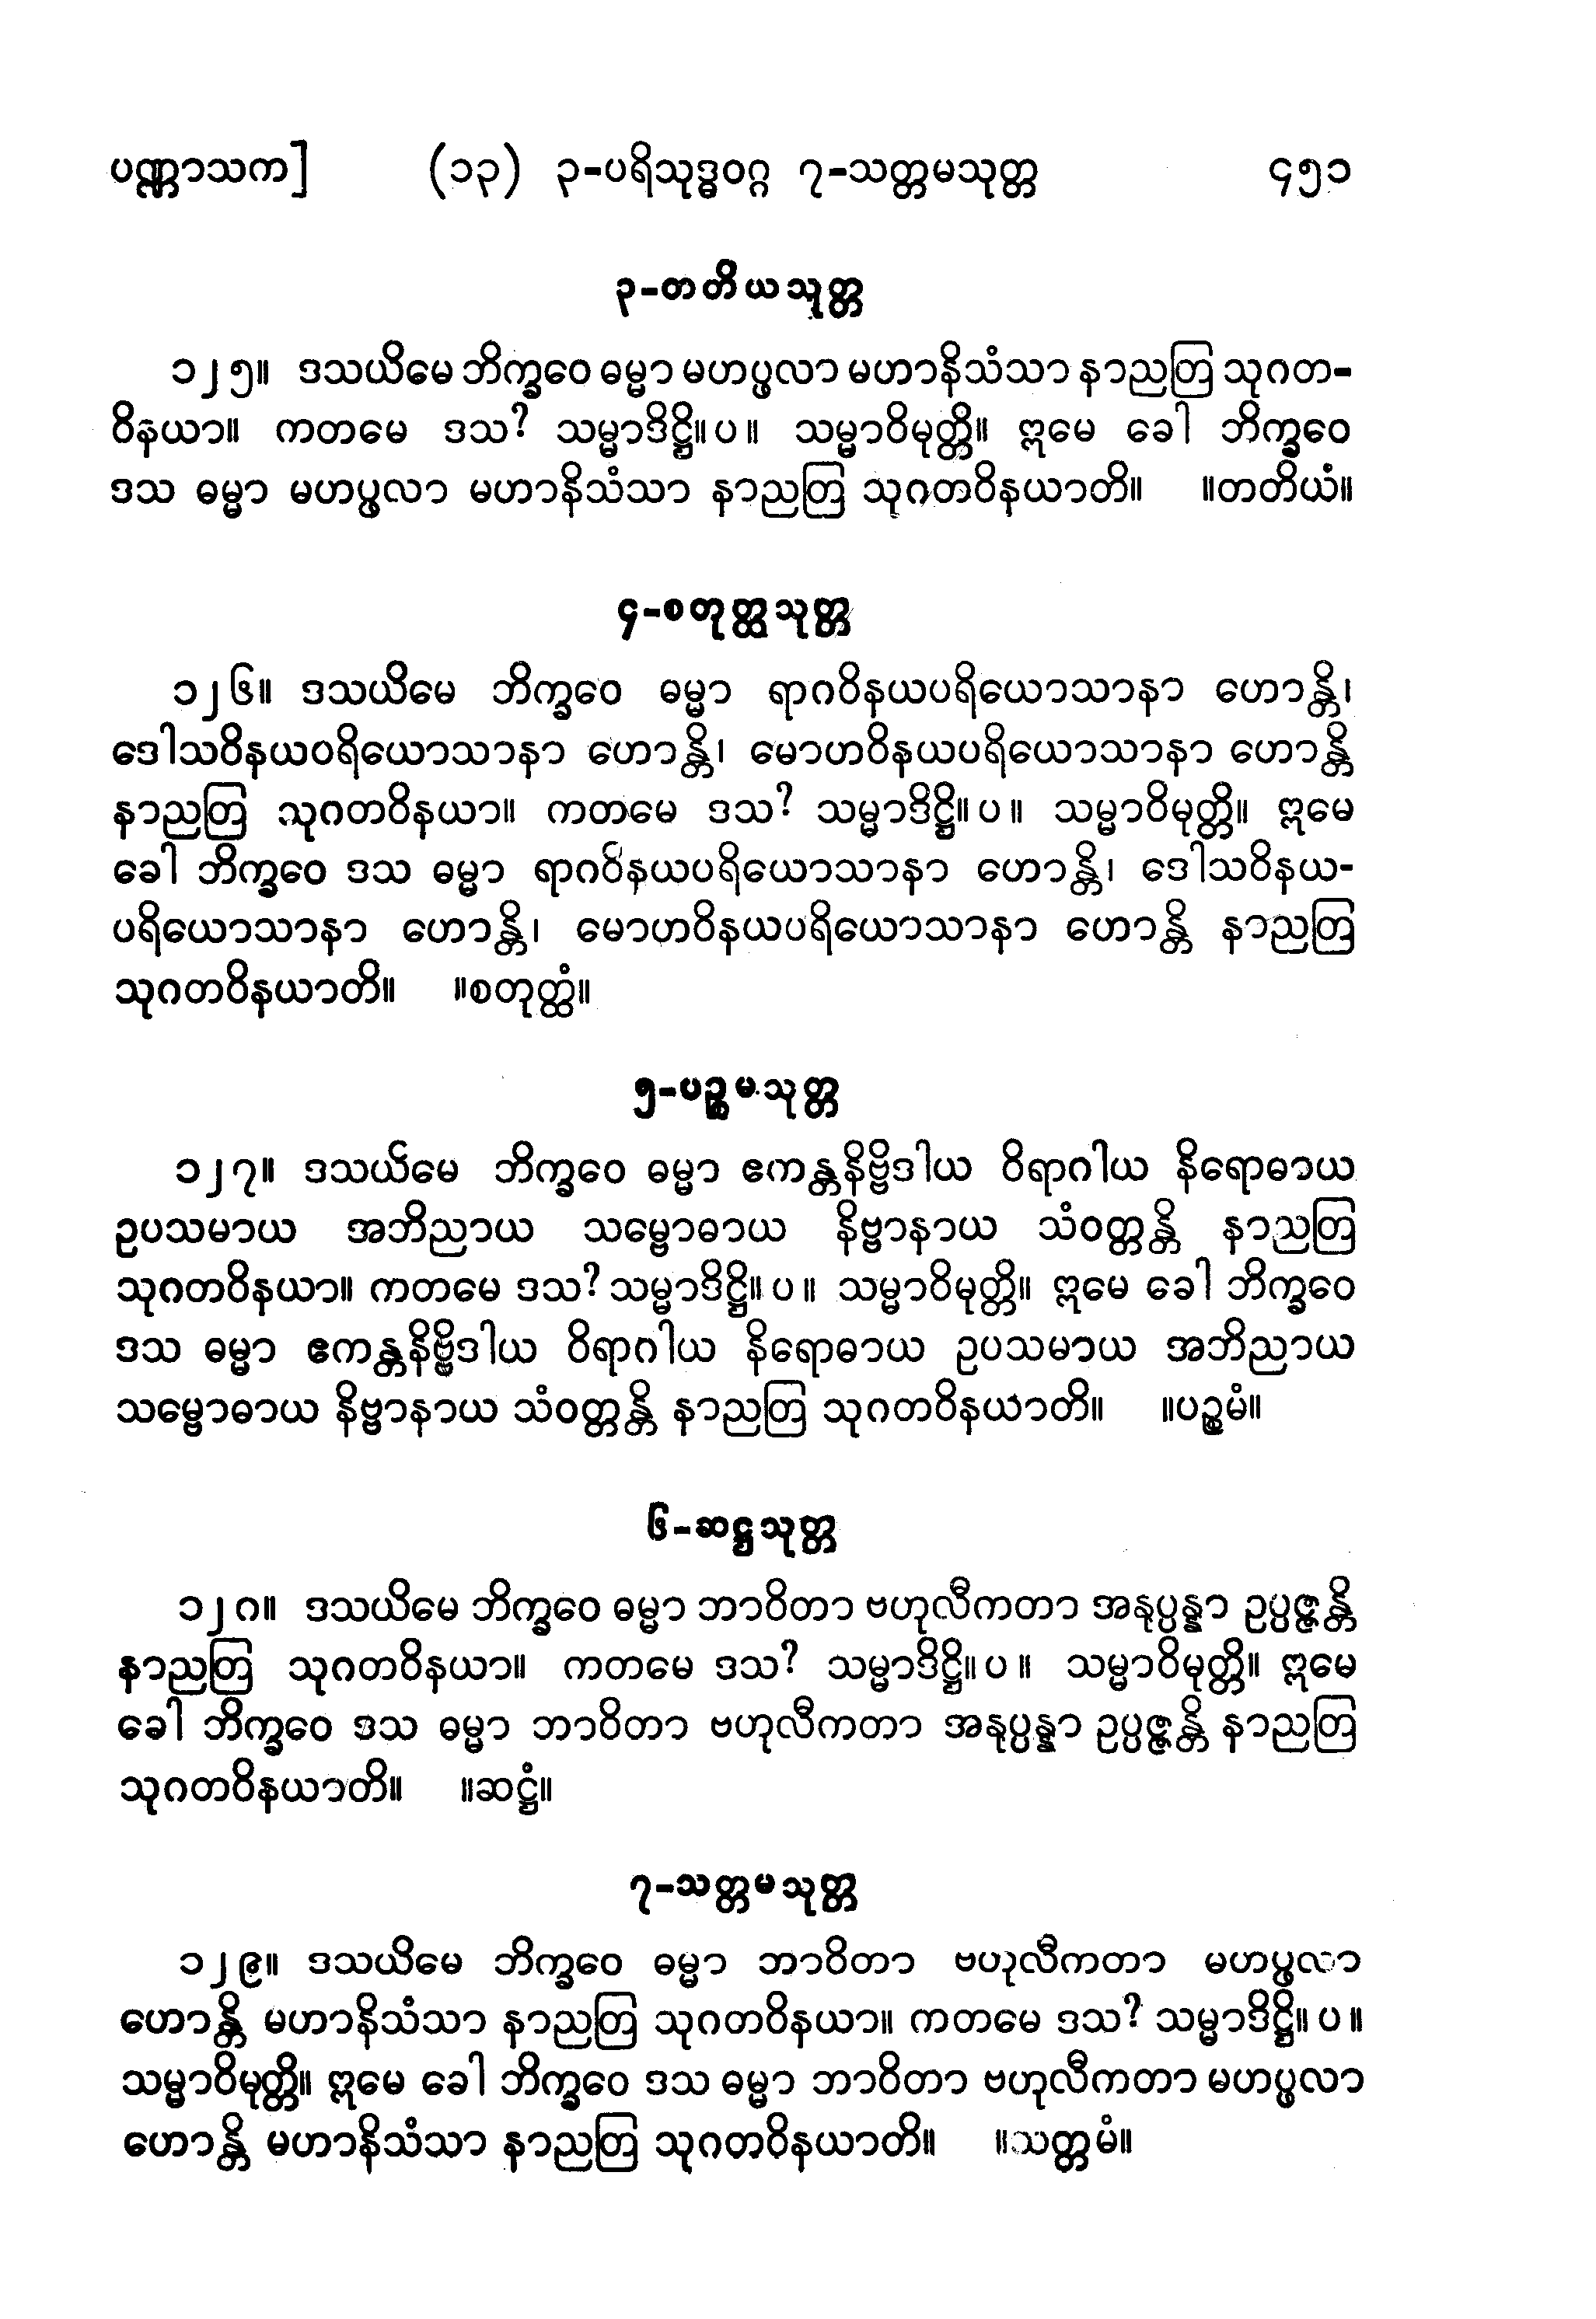 ပဏ္ဏာသက] (၁၃) ၃-ပရိသုဒ္ဓဝဂ္ဂ ၇-သတ္တမသုတ္တ ၄၅၁
၃-တတိယသုတ္တ
၁၂၅။ ဒသယိမေ ဘိက္ခဝေ ဓမ္မာ မဟပ္ဖလာ မဟာနိသံသာ နာညတြ သုဂတ-
ဝိနယာ။ ကတမေ ဒသ? သမ္မာဒိဋ္ဌိ။ပ။ သမ္မာဝိမုတ္တိ။ ဣမေ ခေါ ဘိက္ခဝေ
ဒသ ဓမ္မာ မဟပ္ဖလာ မဟာနိသံသာ နာညတြ သုဂတဝိနယာတိ။ ။တတိယံ။
၄-စတုတ္ထသုတ္တ
၁၂၆။ ဒသယိမေ ဘိက္ခဝေ ဓမ္မာ ရာဂဝိနယပရိယောသာနာ ဟောန္တိ၊
ဒေါသဝိနယပရိယောသာနာ ဟောန္တိ၊ မောဟဝိနယပရိယောသာနာ ဟောန္တိ
နာညတြ သုဂတဝိနယာ။ ကတမေ ဒသ? သမ္မာဒိဋ္ဌိ။ပ။ သမ္မာဝိမုတ္တိ။ ဣမေ
ခေါ ဘိက္ခဝေ ဒသ ဓမ္မာ ရာဂဝိနယပရိယောသာနာ ဟောန္တိ၊ ဒေါသဝိနယ-
ပရိယောသာနာ ဟောန္တိ၊ မောဟဝိနယပရိယောသာနာ ဟောန္တိ နာညတြ
သုဂတဝိနယာတိ။ ။စတုတ္ထံ။
၅-ပဉ္စမသုတ္တ
၁၂၇။ ဒသယိမေ ဘိက္ခဝေ ဓမ္မာ ဧကန္တနိဗ္ဗိဒါယ ဝိရာဂါယ နိရောဓာယ
ဥပသမာယ အဘိညာယ သမ္ဗောဓာယ နိဗ္ဗာနာယ သံဝတ္တန္တိ နာညတြ
သုဂတဝိနယာ။ ကတမေ ဒသ? သမ္မာဒိဋ္ဌိ။ပ။ သမ္မာဝိမုတ္တိ။ ဣမေ ခေါ ဘိက္ခဝေ
ဒသ ဓမ္မာ ဧကန္တနိဗ္ဗိဒါယ ဝိရာဂါယ နိရောဓာယ ဥပသမာယ အဘိညာယ
သမ္ဗောဓာယ နိဗ္ဗာနာယ သံဝတ္တန္တိ နာညတြ သုဂတဝိနယာတိ။ ။ပဉ္စမံ။
၆-ဆဋ္ဌသုတ္တ
၁၂၈။ ဒသယိမေ ဘိက္ခဝေ ဓမ္မာ ဘာဝိတာ ဗဟုလီကတာ အနုပ္ပန္နာ ဥပ္ပဇ္ဇန္တိ
နာညတြ သုဂတဝိနယာ။ ကတမေ ဒသ? သမ္မာဒိဋ္ဌိ။ပ။ သမ္မာဝိမုတ္တိ။ ဣမေ
ခေါ ဘိက္ခဝေ ဒသ ဓမ္မာ ဘာဝိတာ ဗဟုလီကတာ အနုပ္ပန္နာ ဥပ္ပဇ္ဇန္တိ နာညတြ
သုဂတဝိနယာတိ။ ။ဆဋ္ဌံ။
၇-သတ္တမသုတ္တ
၁၂၉။ ဒသယိမေ ဘိက္ခဝေ ဓမ္မာ ဘာဝိတာ ဗဟုလီကတာ မဟပ္ဖလာ
ဟောန္တိ မဟာနိသံသာ နာညတြ သုဂတဝိနယာ။ ကတမေ ဒသ? သမ္မာဒိဋ္ဌိ။ပ။
သမ္မာဝိမုတ္တိ။ ဣမေ ခေါ ဘိက္ခဝေ ဒသ ဓမ္မာ ဘာဝိတာ ဗဟုလီကတာ မဟပ္ဖလာ
ဟောန္တိ မဟာနိသံသာ နာညတြ သုဂတဝိနယာတိ။ ။သတ္တမံ။